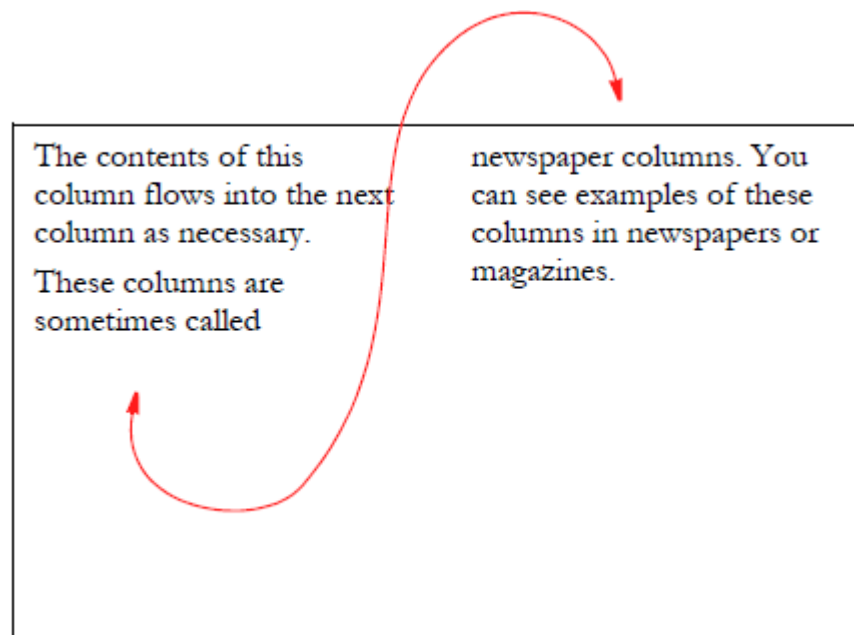 The contents of this
column flows into the next
column as necessary.
These columns are
sometimes called
newspaper columns. You
can see examples of these
columns in newspapers or
magazines.